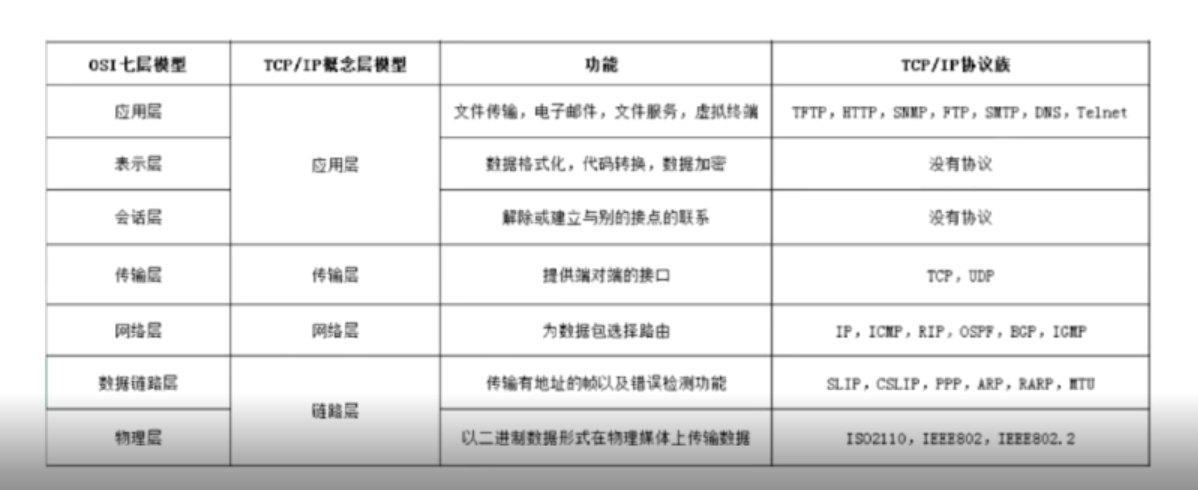 OSI七层模型 TCP/IP概念层模型 功能 TCP/IP协议族
应用层 文件传输，电子邮件，文件服务，虚拟终端 TFTP，HTTP，SNMP，FTP，SMTP，DNS，Telnet
表示层 应用层 数据格式化，代码转换，数据加密 没有协议
会话层 解除或建立与别的接点的联系 没有协议
传输层 传输层 提供端对端的接口 TCP，UDP
网络层 网络层 为数据包选择路由 IP，ICMP，RIP，OSPF，BGP，IGMP
数据链路层 传输有地址的帧以及错误检测功能 SLIP，CSLIP，PPP，ARP，RARP，MTU
链路层
物理层 以二进制数据形式在物理媒体上传输数据 ISO2110，IEEE802，IEEE802.2